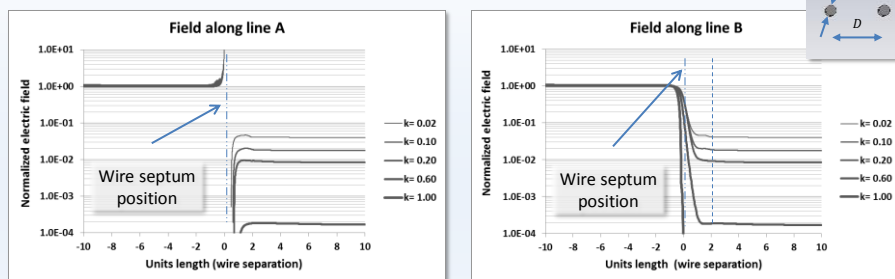 D
Field along line A
Normalized electric field
1.0E+01
1.0E+00
1.0E-01
1.0E-02
1.0E-03
1.0E-04
-10 -8 -6 -4 -2 0 2 4 6 8 10
Units length (wire separation)
Wire septum
position
k= 0.02
k= 0.10
k= 0.20
k= 0.60
k= 1.00
Field along line B
Normalized electric field
1.0E+01
1.0E+00
1.0E-01
1.0E-02
1.0E-03
1.0E-04
-10 -8 -6 -4 -2 0 2 4 6 8 10
Units length (wire separation)
Wire septum
position
k= 0.02
k= 0.10
k= 0.20
k= 0.60
k= 1.00